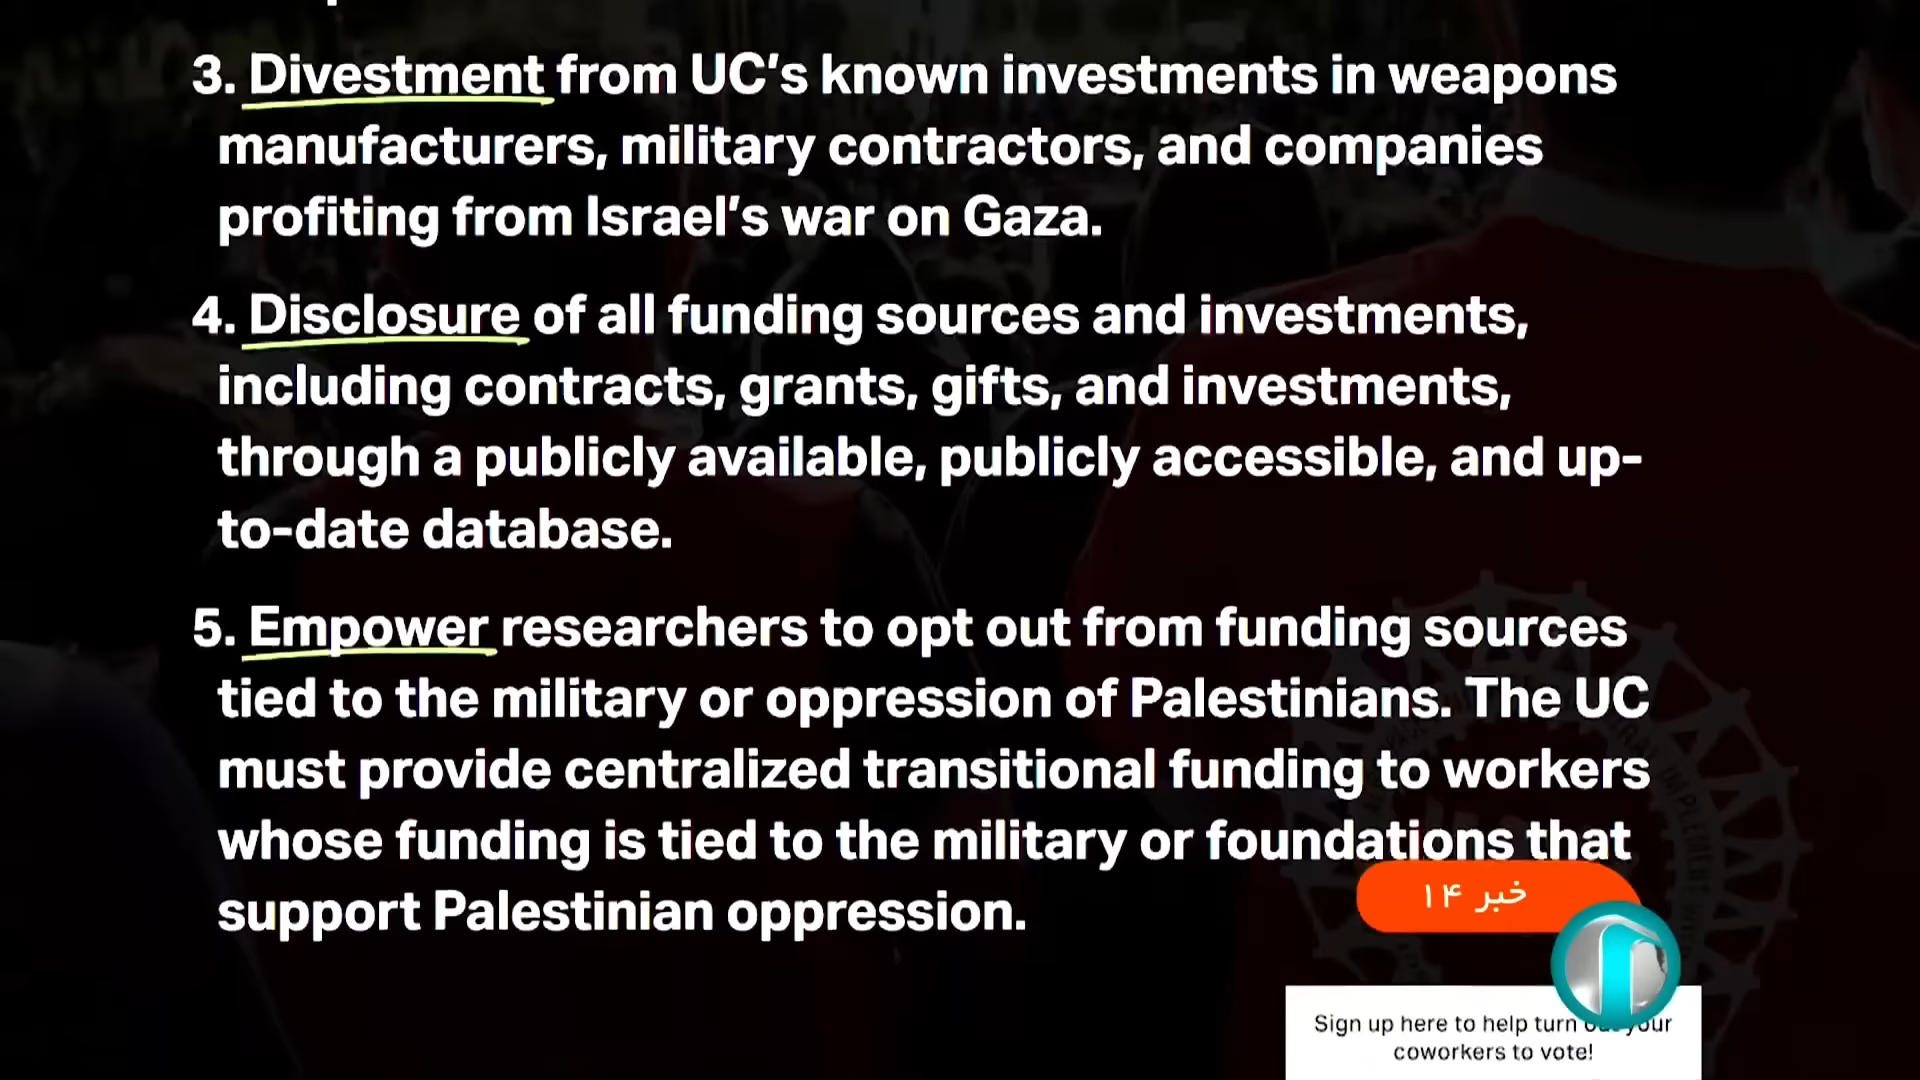 3. Divestment from UC's known investments in weapons
manufacturers, military contractors, and companies
profiting from Israel's war on Gaza.
4. Disclosure of all funding sources and investments,
including contracts, grants, gifts, and investments,
through a publicly available, publicly accessible, and up-
to-date database.
5. Empower researchers to opt out from funding sources
tied to the military or oppression of Palestinians. The UC
must provide centralized transitional funding to workers
whose funding is tied to the military or foundations that
support Palestinian oppression.
خبر ۱۴
Sign up here to help turn out your
coworkers to vote!